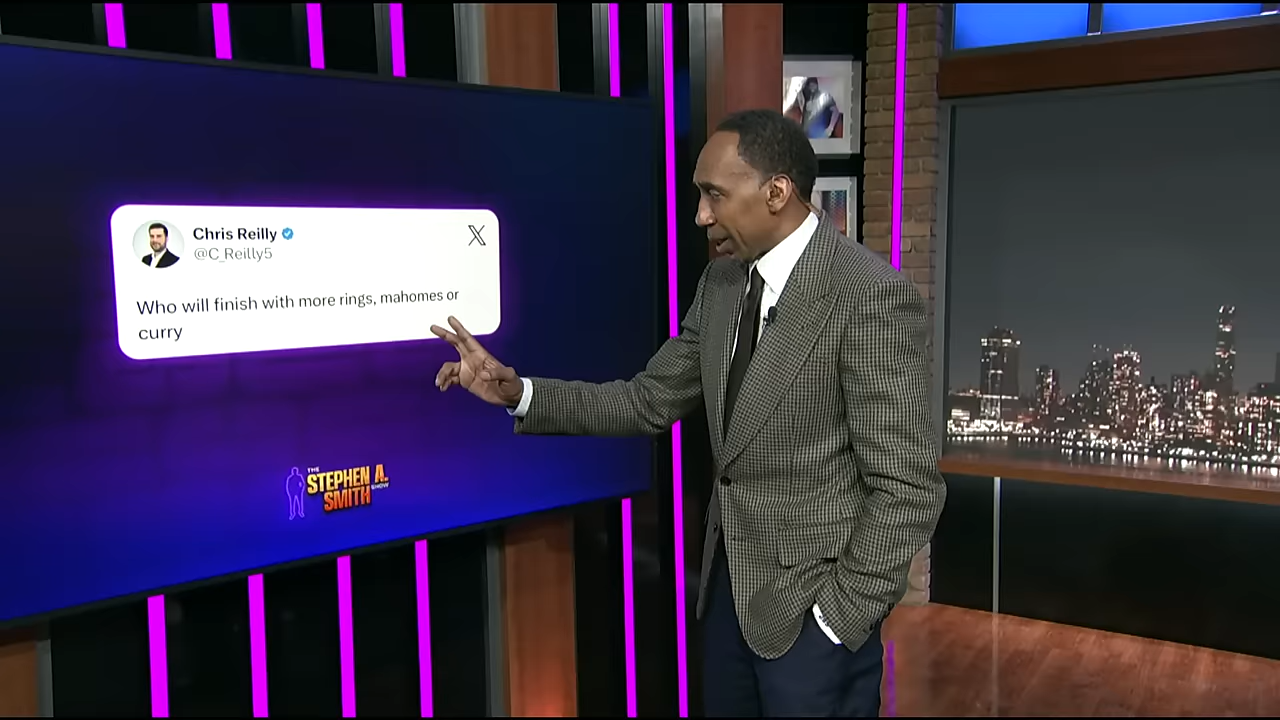 Chris Reilly
@C_Reilly5
X
Who will finish with more rings, mahomes or
curry
THE
STEPHEN A.
SMITH
SHOW